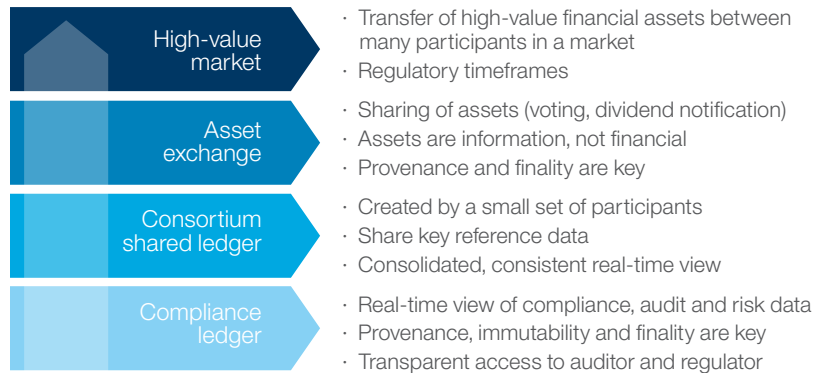 High-value
market
· Transfer of high-value financial assets between
many participants in a market
· Regulatory timeframes
Asset
exchange
· Sharing of assets (voting, dividend notification)
· Assets are information, not financial
· Provenance and finality are key
Consortium
shared ledger
· Created by a small set of participants
· Share key reference data
· Consolidated, consistent real-time view
Compliance
ledger
· Real-time view of compliance, audit and risk data
· Provenance, immutability and finality are key
· Transparent access to auditor and regulator